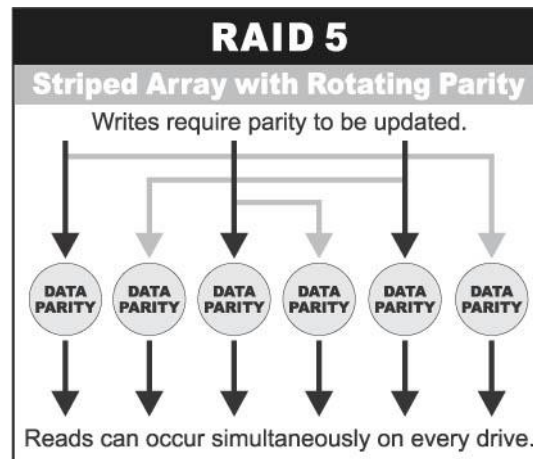 RAID 5
Striped Array with Rotating Parity
Writes require parity to be updated.
DATA DATA DATA DATA DATA DATA
PARITY PARITY PARITY PARITY PARITY PARITY
Reads can occur simultaneously on every drive.